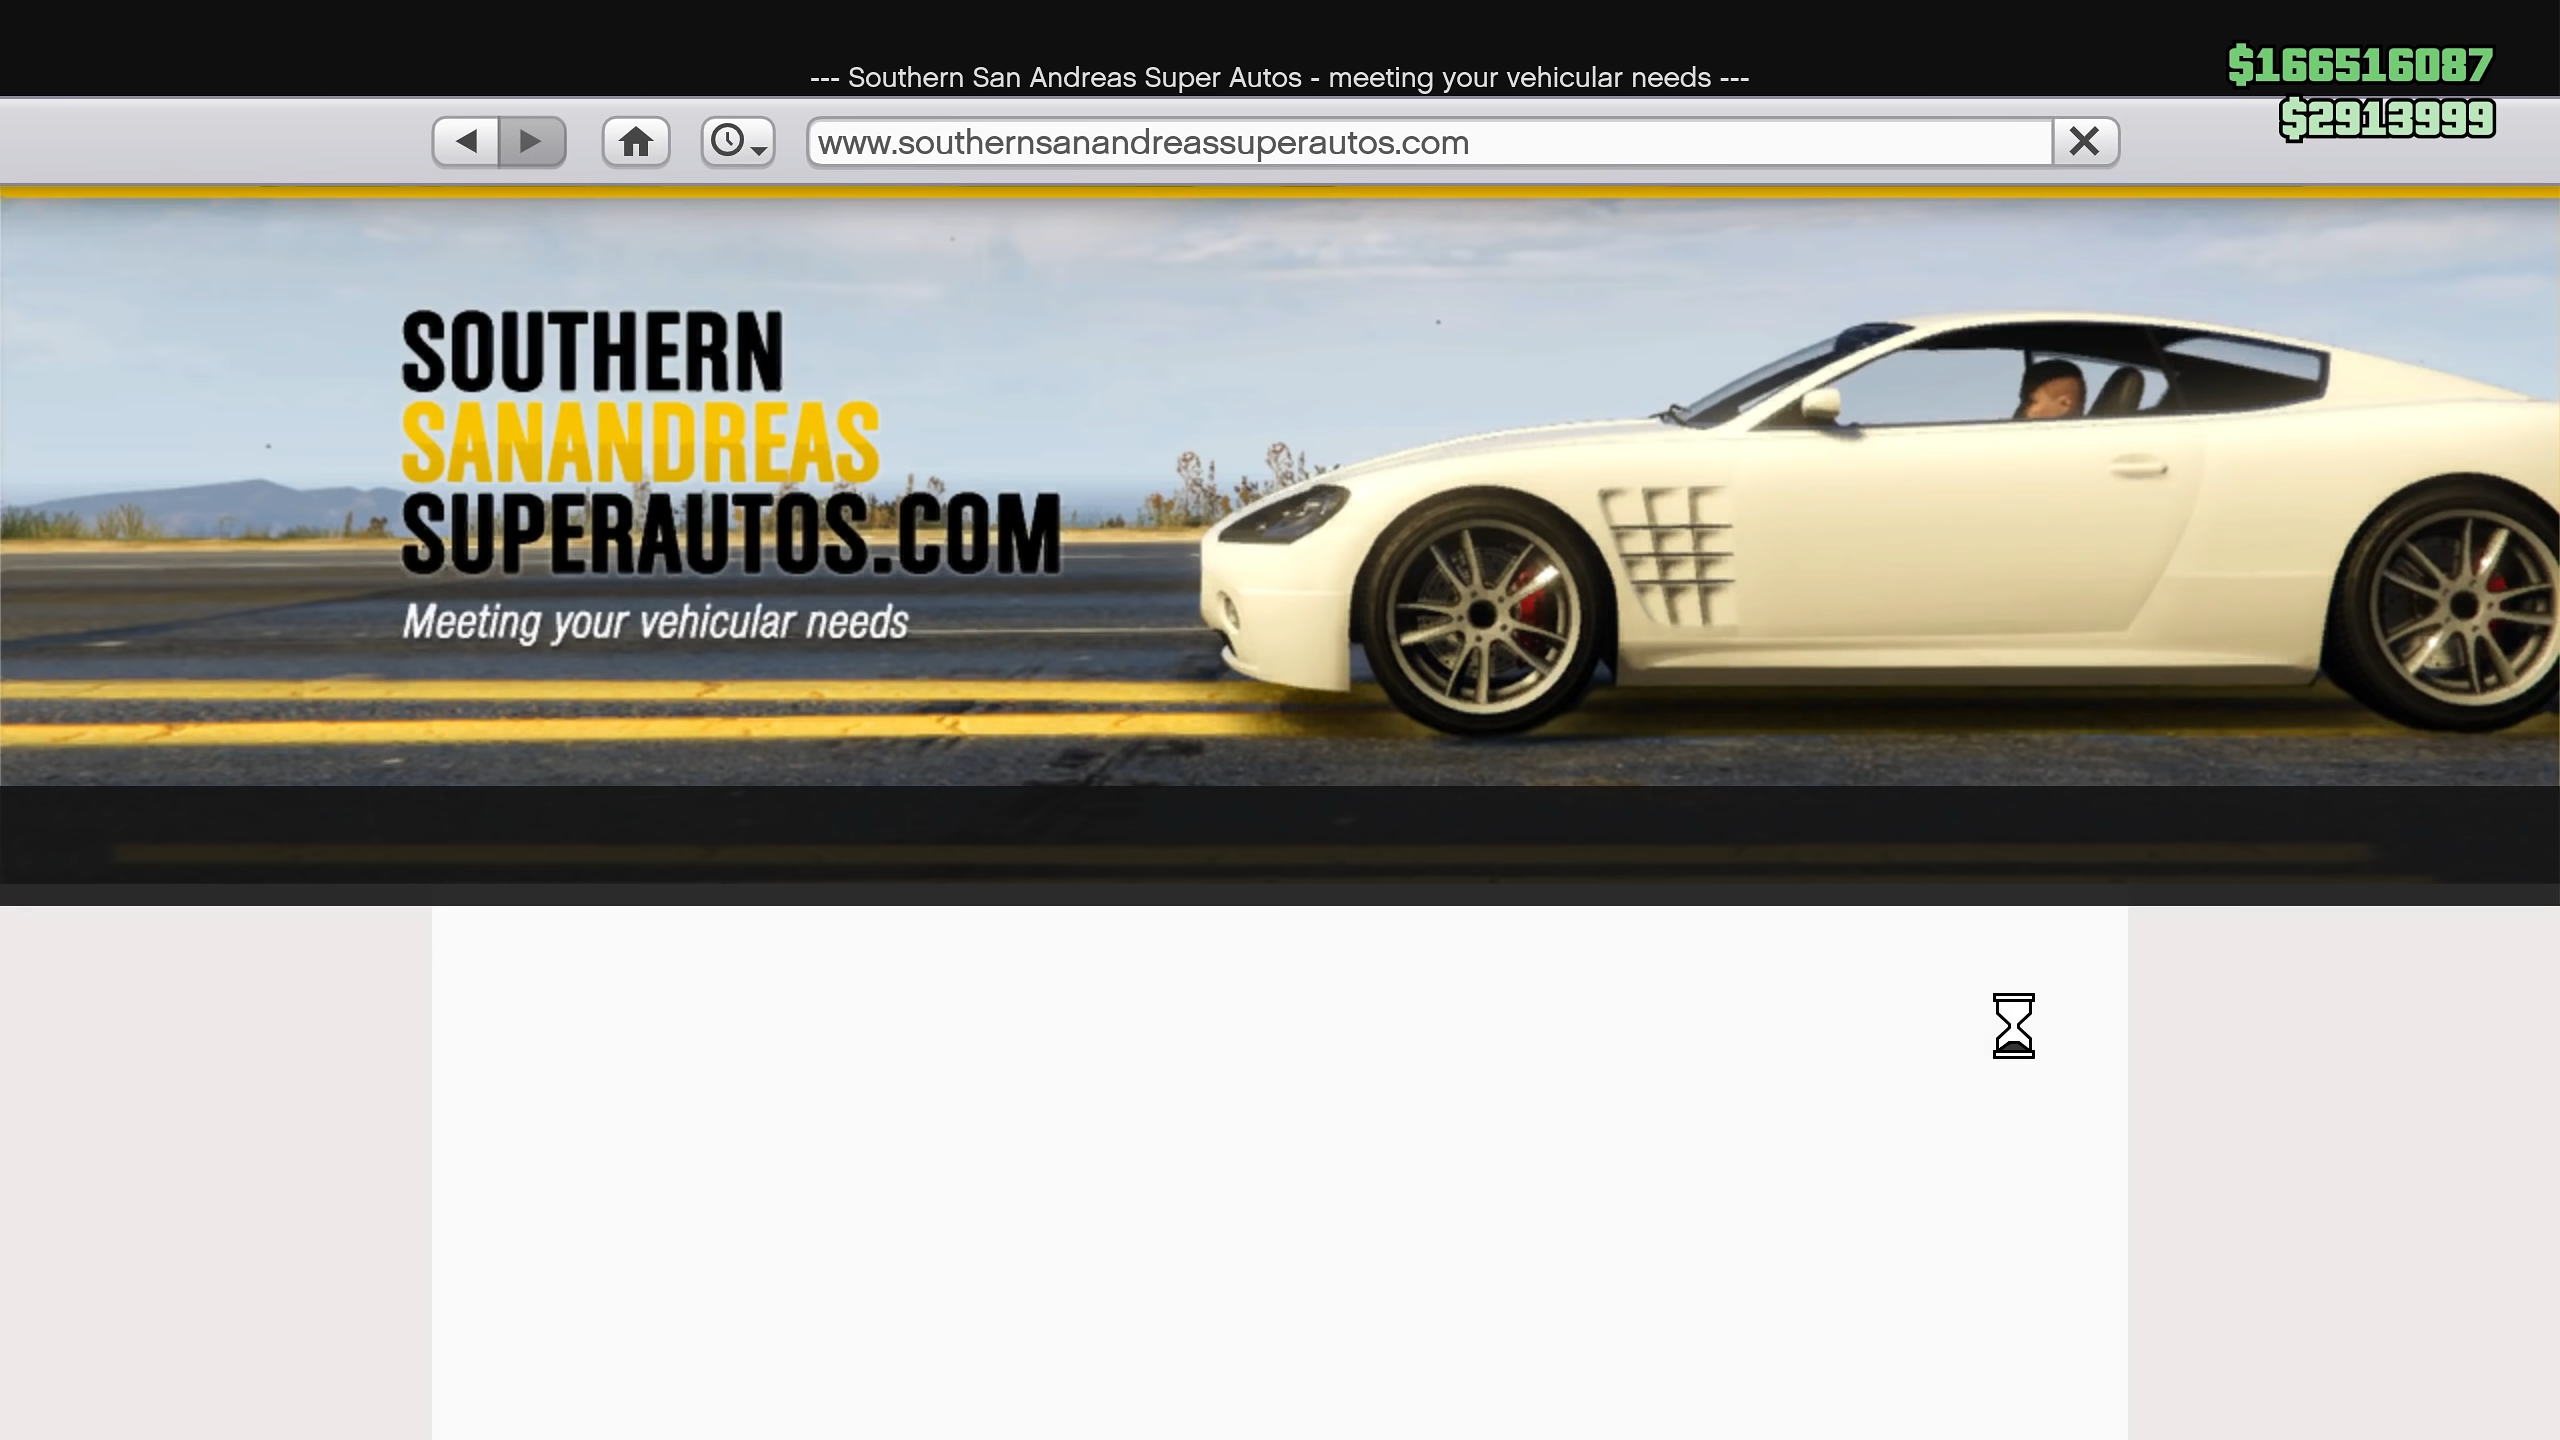 --- Southern San Andreas Super Autos - meeting your vehicular needs ---
$166516087
$2913999
www.southernsanandreassuperautos.com
SOUTHERN
SANANDREAS
SUPERAUTOS.COM
Meeting your vehicular needs